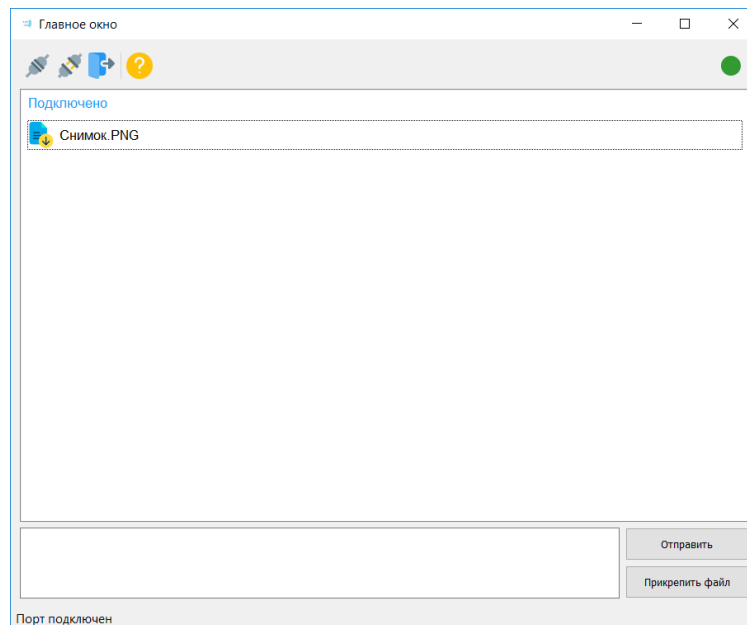 Главное окно
Подключено
Снимок.PNG
Отправить
Прикрепить файл
Порт подключен